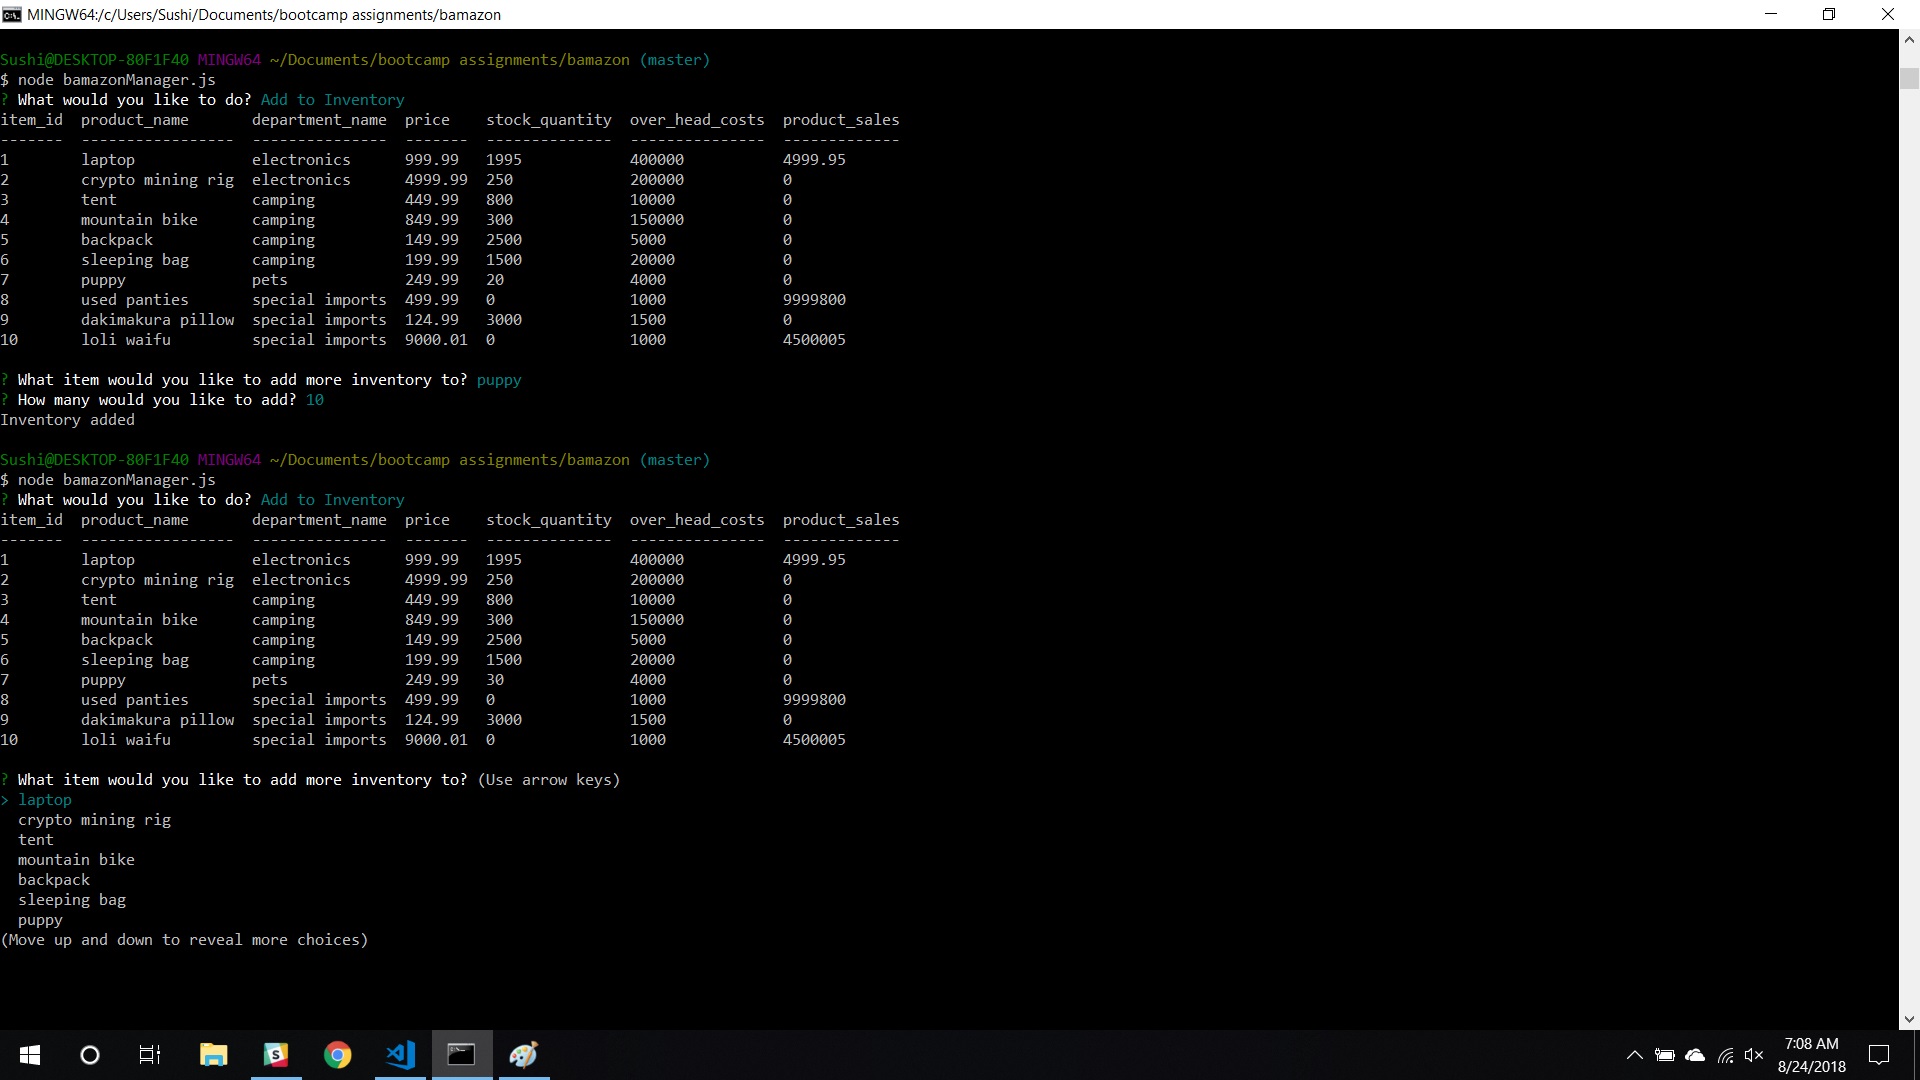 MINGW64:/c/Users/Sushi/Documents/bootcamp assignments/bamazon
Sushi@DESKTOP-80F1F40 MINGW64 ~/Documents/bootcamp assignments/bamazon (master)
$ node bamazonManager.js
? What would you like to do? Add to Inventory
item_id  product_name       department_name  price    stock_quantity  over_head_costs  product_sales
-------  -----------------  ---------------  -------  --------------  ---------------  -------------
1        laptop             electronics      999.99   1995            400000           4999.95
2        crypto mining rig  electronics      4999.99  250             200000           0
3        tent               camping          449.99   800             10000            0
4        mountain bike      camping          849.99   300             150000           0
5        backpack           camping          149.99   2500            5000             0
6        sleeping bag       camping          199.99   1500            20000            0
7        puppy              pets             249.99   20              4000             0
8        used panties       special imports  499.99   0               1000             9999800
9        dakimakura pillow  special imports  124.99   3000            1500             0
10       loli waifu         special imports  9000.01  0               1000             4500005
? What item would you like to add more inventory to? puppy
? How many would you like to add? 10
Inventory added
Sushi@DESKTOP-80F1F40 MINGW64 ~/Documents/bootcamp assignments/bamazon (master)
$ node bamazonManager.js
? What would you like to do? Add to Inventory
item_id  product_name       department_name  price    stock_quantity  over_head_costs  product_sales
-------  -----------------  ---------------  -------  --------------  ---------------  -------------
1        laptop             electronics      999.99   1995            400000           4999.95
2        crypto mining rig  electronics      4999.99  250             200000           0
3        tent               camping          449.99   800             10000            0
4        mountain bike      camping          849.99   300             150000           0
5        backpack           camping          149.99   2500            5000             0
6        sleeping bag       camping          199.99   1500            20000            0
7        puppy              pets             249.99   30              4000             0
8        used panties       special imports  499.99   0               1000             9999800
9        dakimakura pillow  special imports  124.99   3000            1500             0
10       loli waifu         special imports  9000.01  0               1000             4500005
? What item would you like to add more inventory to? (Use arrow keys)
> laptop
crypto mining rig
tent
mountain bike
backpack
sleeping bag
puppy
(Move up and down to reveal more choices)
7:08 AM
8/24/2018